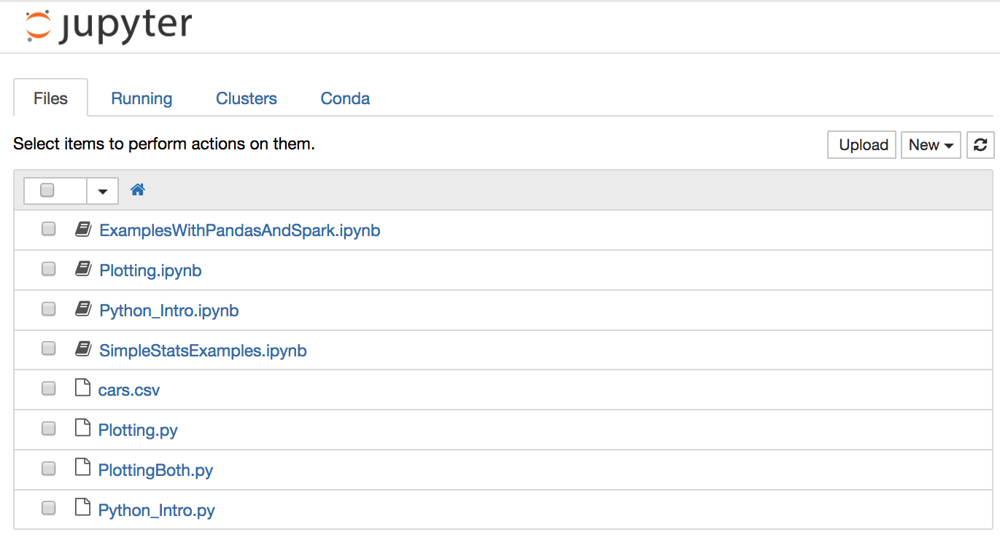 jupyter
Files Running Clusters Conda
Select items to perform actions on them. Upload New
ExamplesWithPandasAndSpark.ipynb
Plotting.ipynb
Python_Intro.ipynb
SimpleStatsExamples.ipynb
cars.csv
Plotting.py
PlottingBoth.py
Python_Intro.py